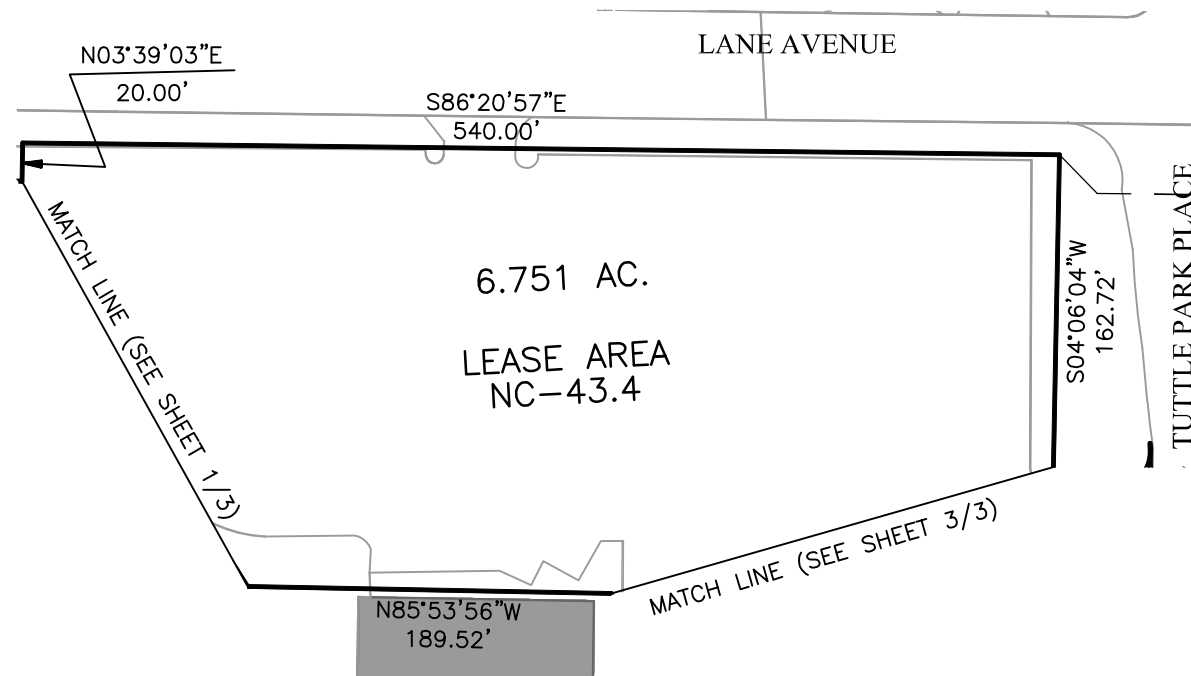 LANE AVENUE
N03°39'03"E
20.00'
S86°20'57"E
540.00'
TUTTLE PARK PLACE
MATCH LINE (SEE SHEET 1/3)
S04°06'04"W
162.72'
6.751 AC.
LEASE AREA
NC-43.4
MATCH LINE (SEE SHEET 3/3)
N85°53'56"W
189.52'